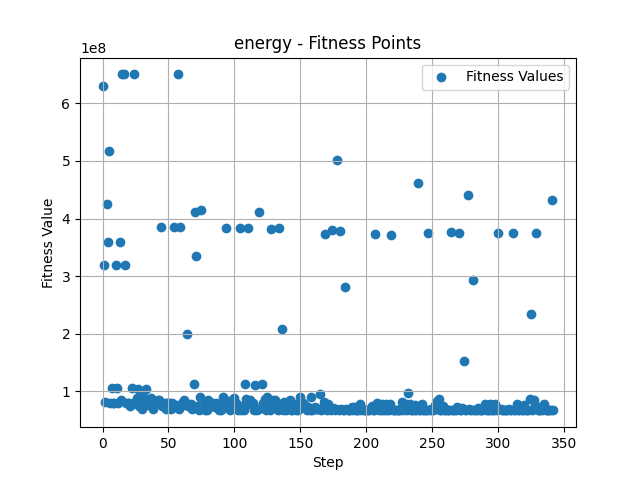 energy - Fitness Points
1e8
Fitness Values
6
5
4
3
2
1
Fitness Value
0 50 100 150 200 250 300 350
Step